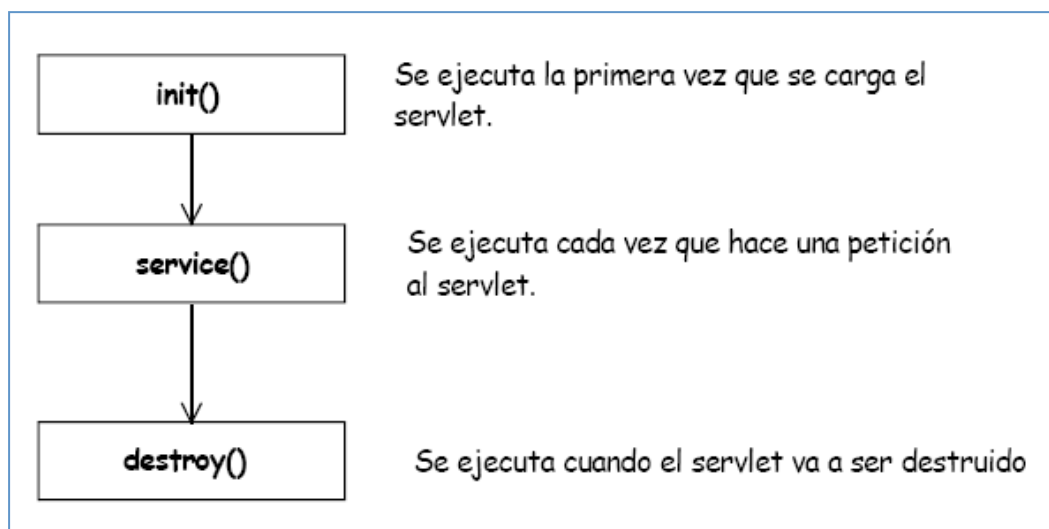 init()
Se ejecuta la primera vez que se carga el
servlet.
service()
Se ejecuta cada vez que hace una petición
al servlet.
destroy()
Se ejecuta cuando el servlet va a ser destruido